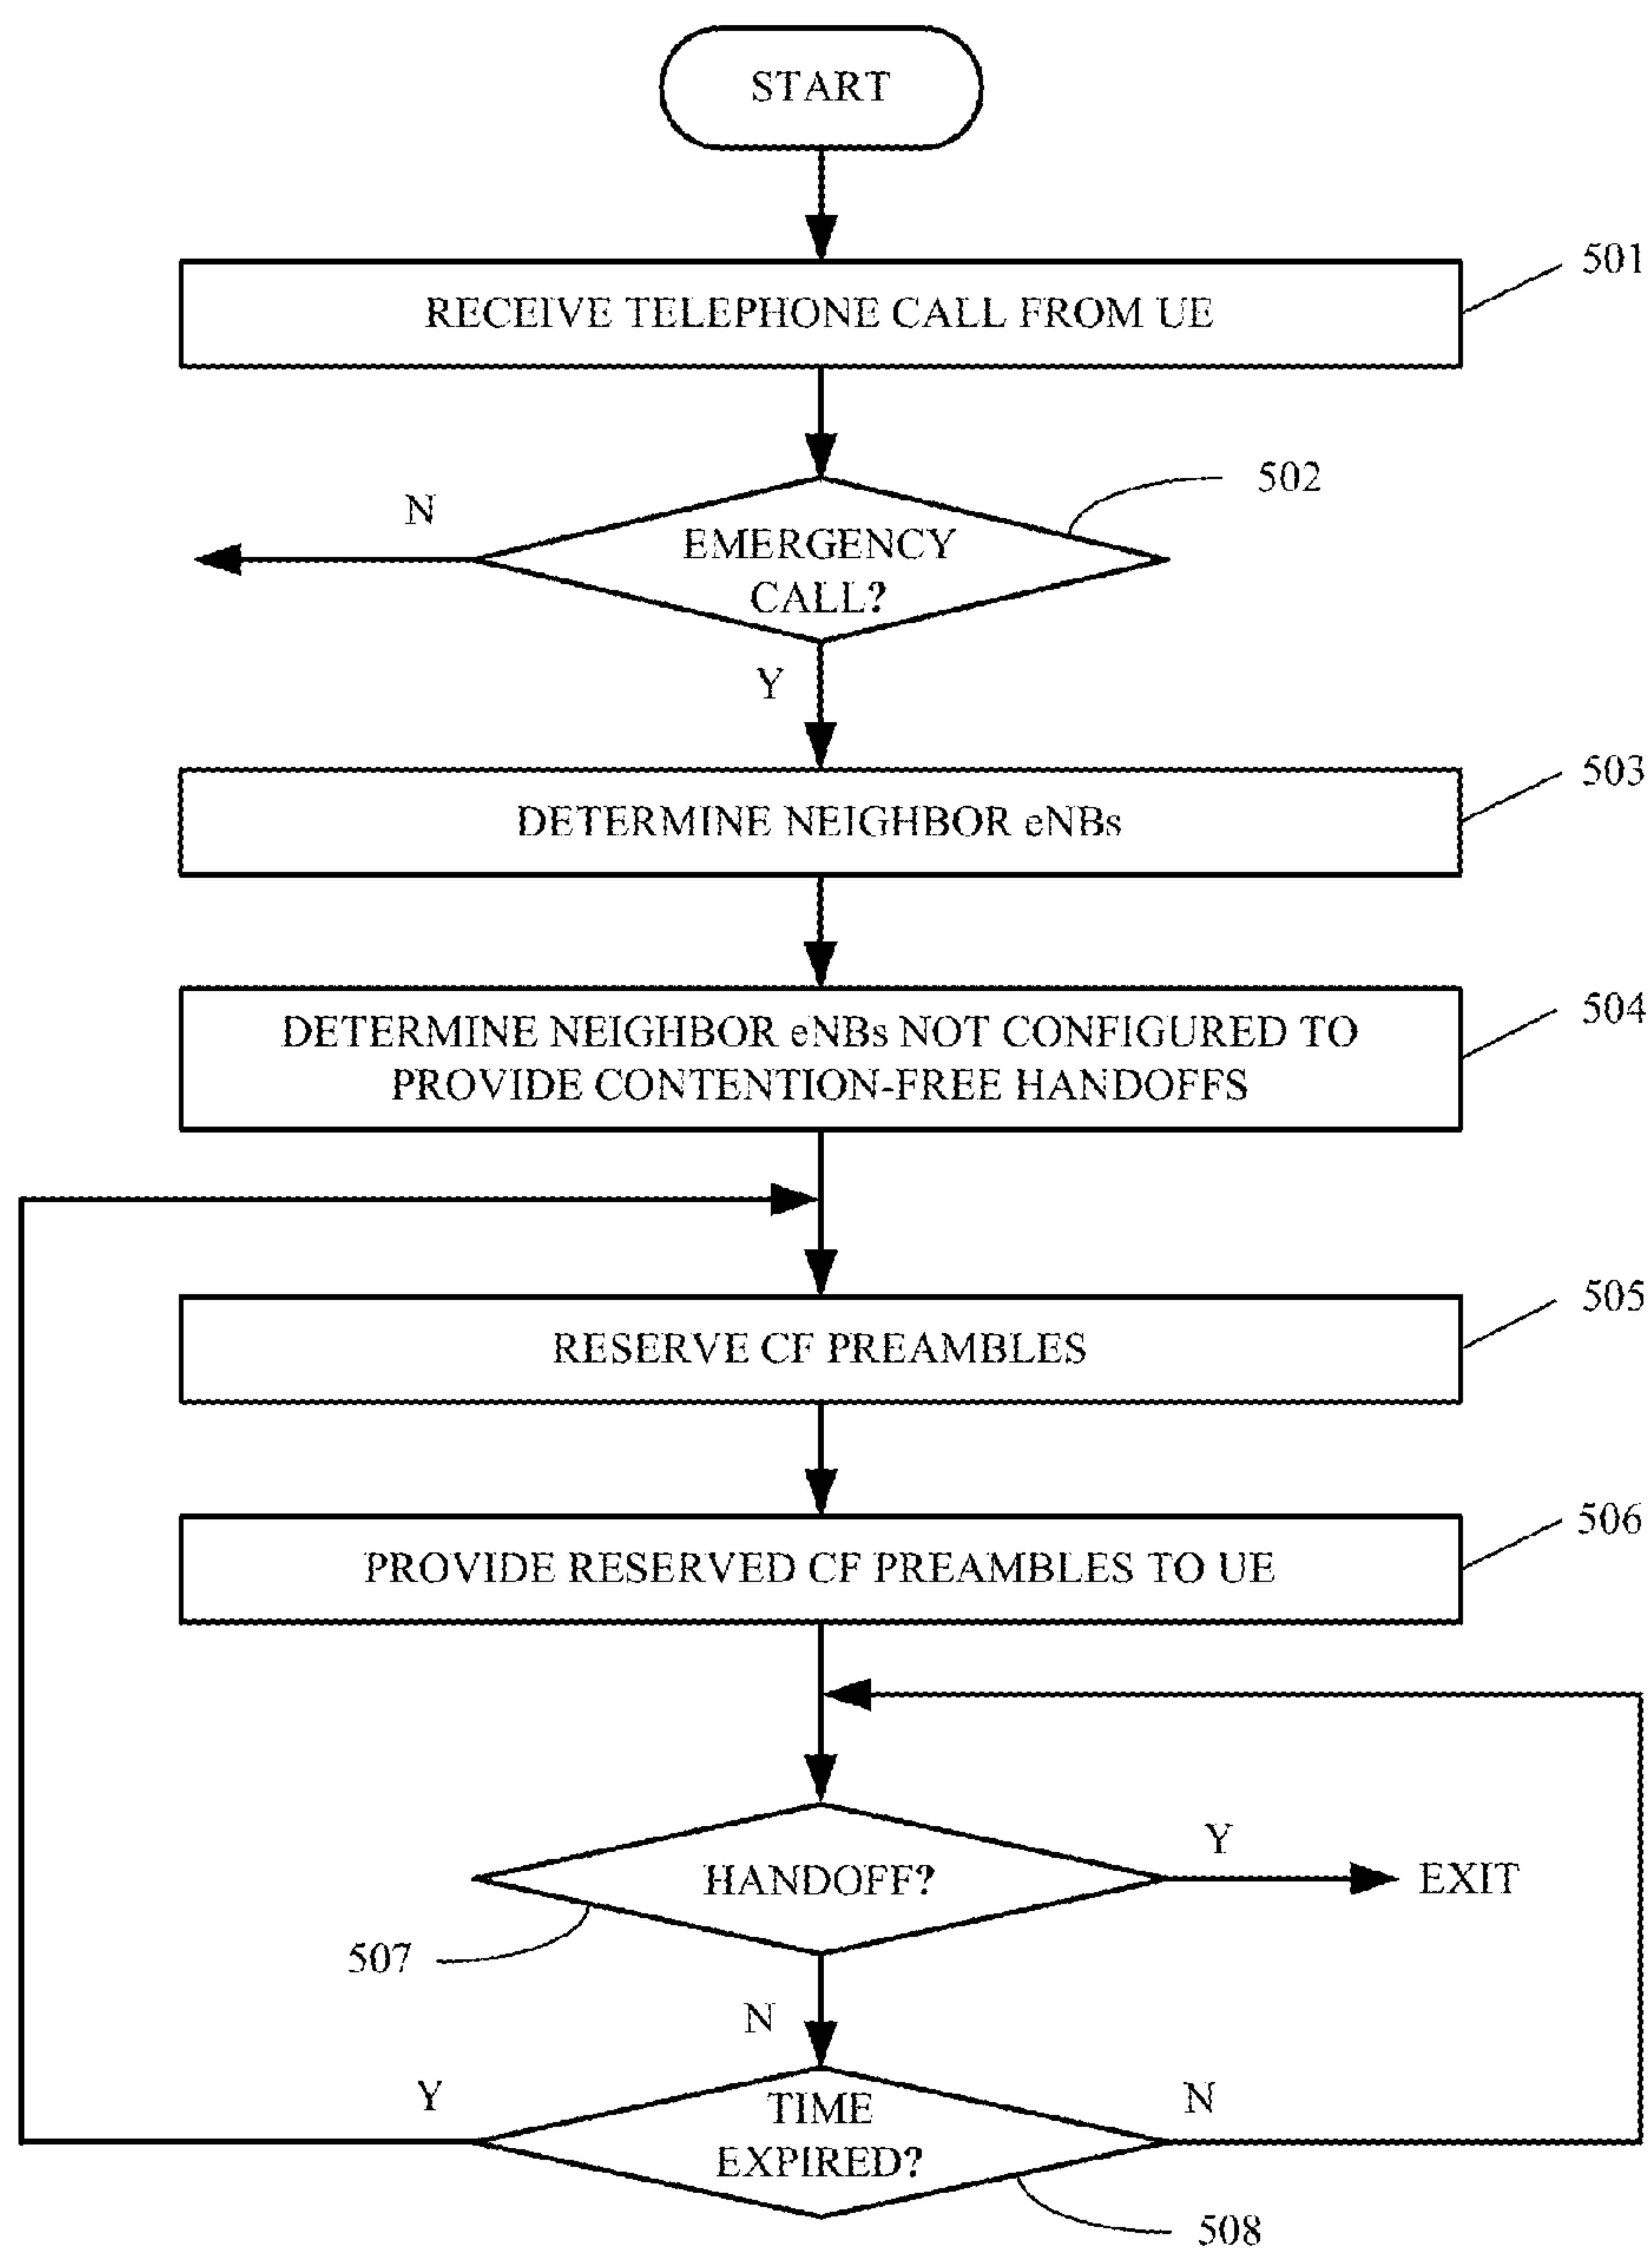 START
501
RECEIVE TELEPHONE CALL FROM UE
502
N
EMERGENCY
CALL?
Y
503
DETERMINE NEIGHBOR eNBs
504
DETERMINE NEIGHBOR eNBs NOT CONFIGURED TO
PROVIDE CONTENTION-FREE HANDOFFS
505
RESERVE CF PREAMBLES
506
PROVIDE RESERVED CF PREAMBLES TO UE
Y
HANDOFF?
EXIT
507
N
Y
TIME
EXPIRED?
N
508